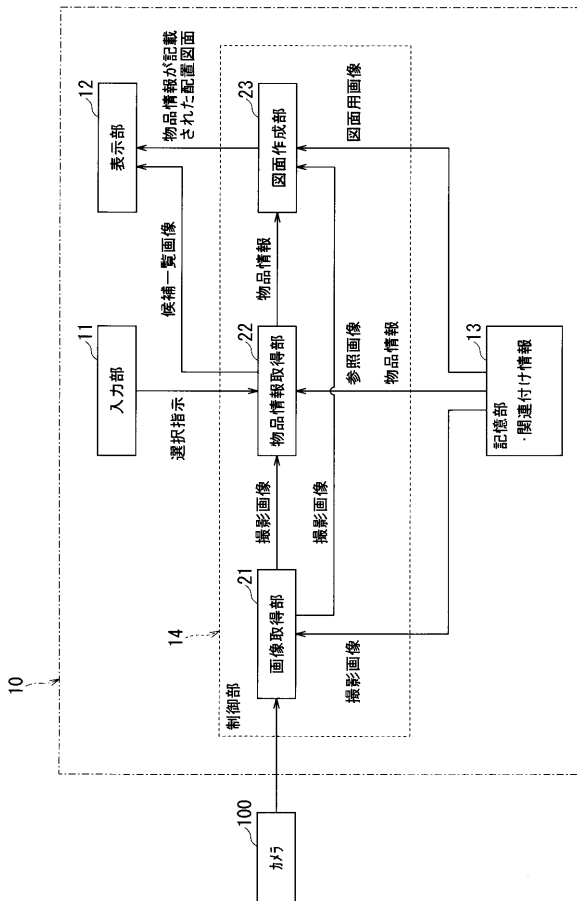 10
14
制御部
カメラ
100
画像取得部
21
撮影画像
撮影画像
撮影画像
入力部
11
選択指示
物品情報取得部
22
候補一覧画像
物品情報
参照画像
物品情報
記憶部
・関連付け情報
13
表示部
12
物品情報が記載
された配置図面
図面作成部
23
図面用画像